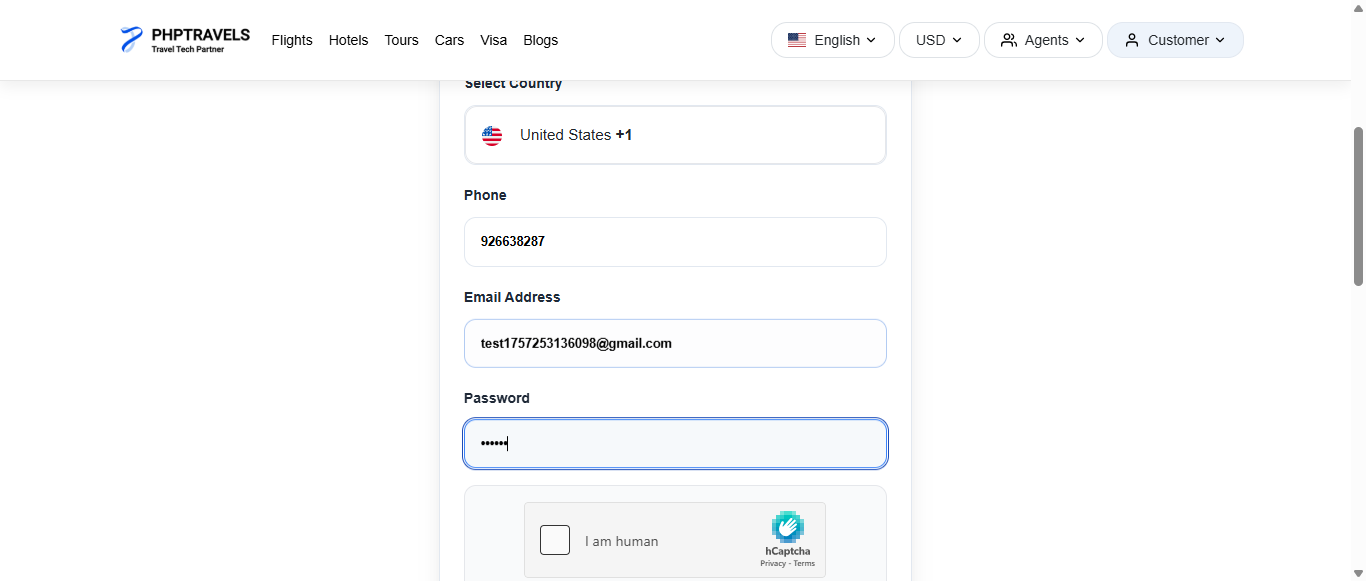 PHPTRAVELS
Travel Tech Partner
Flights Hotels Tours Cars Visa Blogs
English USD Agents Customer
Select Country
United States +1
Phone
926638287
Email Address
test1757253136098@gmail.com
Password
••••••
I am human
hCaptcha
Privacy - Terms